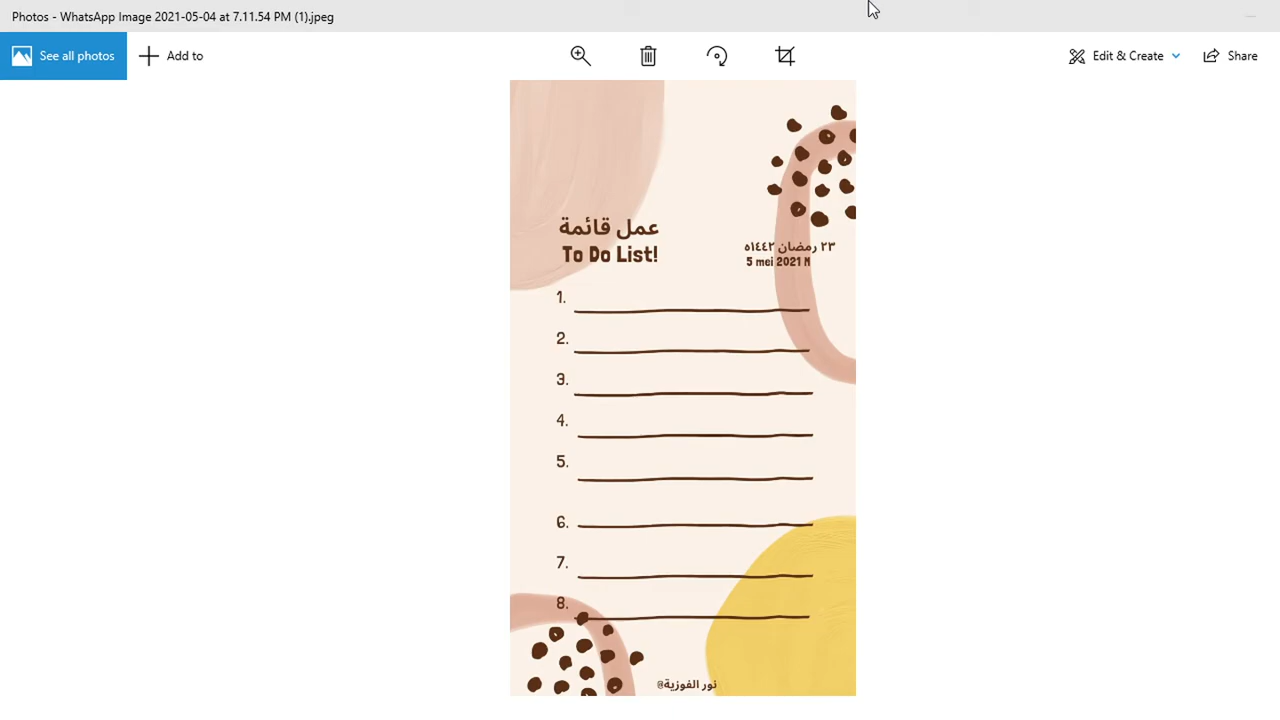 Photos - WhatsApp Image 2021-05-04 at 7.11.54 PM (1).jpeg
See all photos
Add to
Edit & Create
Share
عمل قائمة
To Do List!
٢٣ رمضان ١٤٤٢ه
5 mei 2021 M
1.
2.
3.
4.
5.
6.
7.
8.
@نور الفوزية